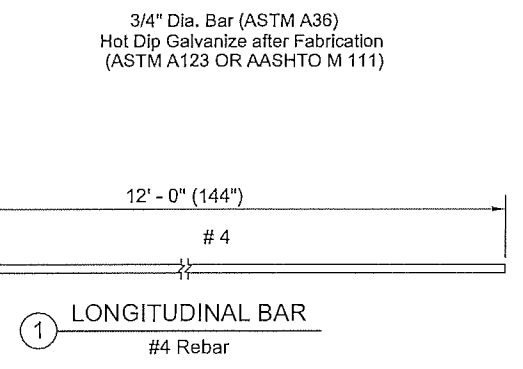 3/4" Dia. Bar (ASTM A36)
Hot Dip Galvanize after Fabrication
(ASTM A123 OR AASHTO M 111)
12' - 0" (144")
# 4
1
LONGITUDINAL BAR
#4 Rebar